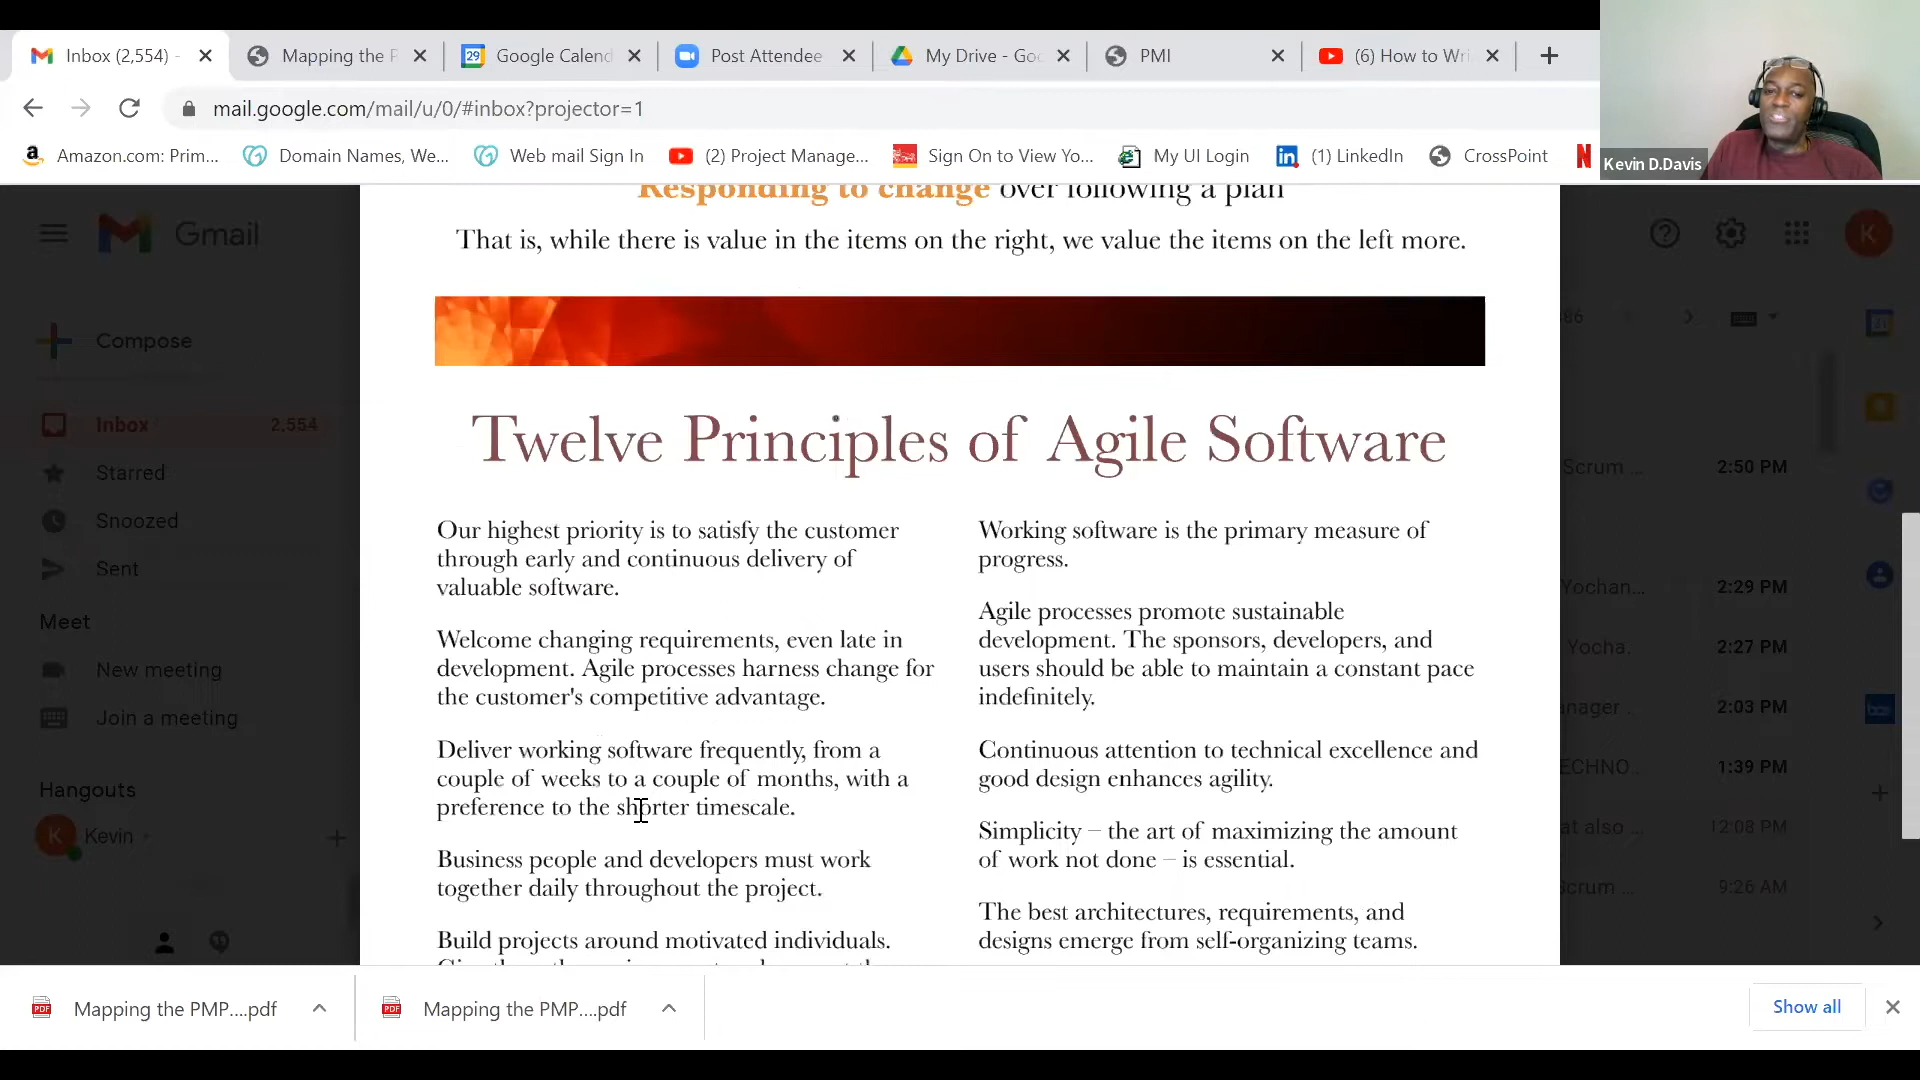 Inbox (2,554) -
Mapping the P
Google Calend
Post Attendee
My Drive - Goo
PMI
(6) How to Wri
mail.google.com/mail/u/0/#inbox?projector=1
Amazon.com: Prim...
Domain Names, We...
Web mail Sign In
(2) Project Manage...
Sign On to View Yo...
My UI Login
(1) LinkedIn
CrossPoint
Kevin D.Davis
Responding to change over following a plan
That is, while there is value in the items on the right, we value the items on the left more.
Gmail
Compose
Inbox 2,554
Starred
Snoozed
Sent
Meet
New meeting
Join a meeting
Hangouts
Kevin
Twelve Principles of Agile Software
Our highest priority is to satisfy the customer
through early and continuous delivery of
valuable software.
Welcome changing requirements, even late in
development. Agile processes harness change for
the customer's competitive advantage.
Deliver working software frequently, from a
couple of weeks to a couple of months, with a
preference to the shorter timescale.
Business people and developers must work
together daily throughout the project.
Build projects around motivated individuals.
Working software is the primary measure of
progress.
Agile processes promote sustainable
development. The sponsors, developers, and
users should be able to maintain a constant pace
indefinitely.
Continuous attention to technical excellence and
good design enhances agility.
Simplicity – the art of maximizing the amount
of work not done – is essential.
The best architectures, requirements, and
designs emerge from self-organizing teams.
K
Scrum ... 2:50 PM
Yochan... 2:29 PM
Yocha. 2:27 PM
anager . 2:03 PM
ECHNO.. 1:39 PM
at also ... 12:08 PM
Scrum ... 9:26 AM
Mapping the PMP....pdf
Mapping the PMP....pdf
Show all